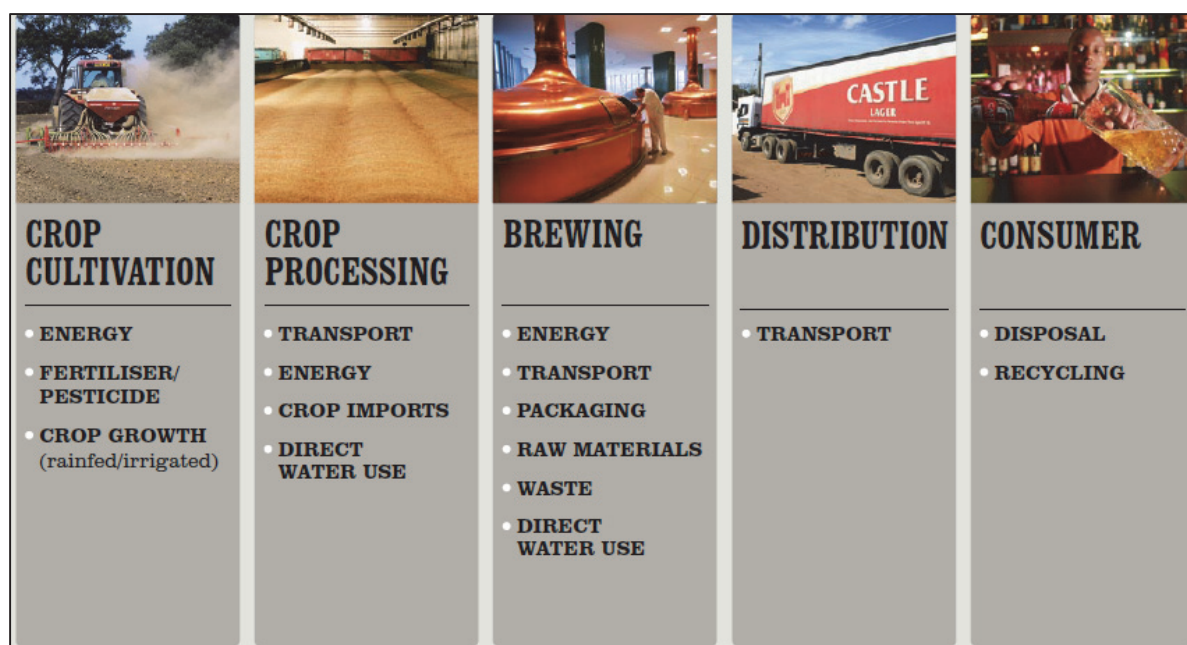 CASTLE
LAGER
CROP
CULTIVATION
• ENERGY
• FERTILISER/
PESTICIDE
• CROP GROWTH
(rainfed/irrigated)
CROP
PROCESSING
• TRANSPORT
• ENERGY
• CROP IMPORTS
• DIRECT
WATER USE
BREWING
• ENERGY
• TRANSPORT
• PACKAGING
• RAW MATERIALS
• WASTE
• DIRECT
WATER USE
DISTRIBUTION
• TRANSPORT
CONSUMER
• DISPOSAL
• RECYCLING